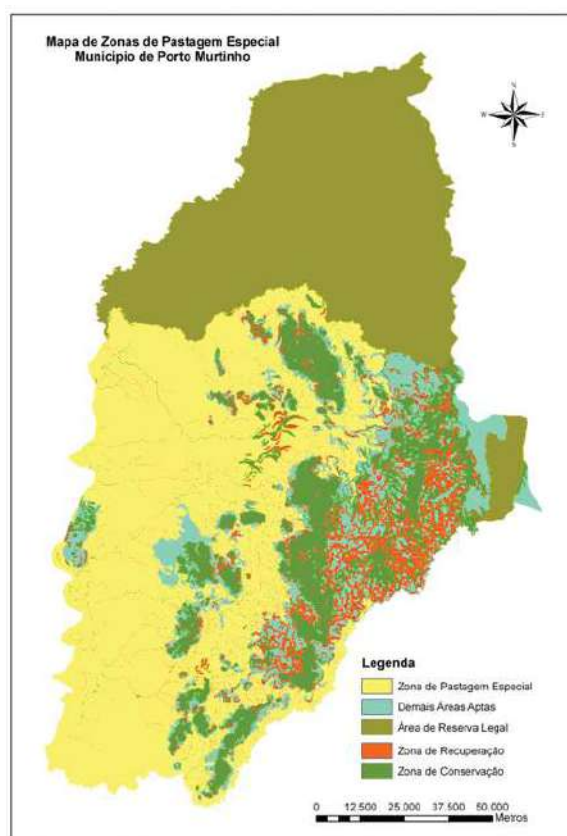 Mapa de Zonas de Pastagem Especial
Município de Porto Murtinho
N
W
E
S
Legenda
Zona de Pastagem Especial
Demais Áreas Aptas
Área de Reserva Legal
Zona de Recuperação
Zona de Conservação
0 12.500 25.000 37.500 50.000
Metros